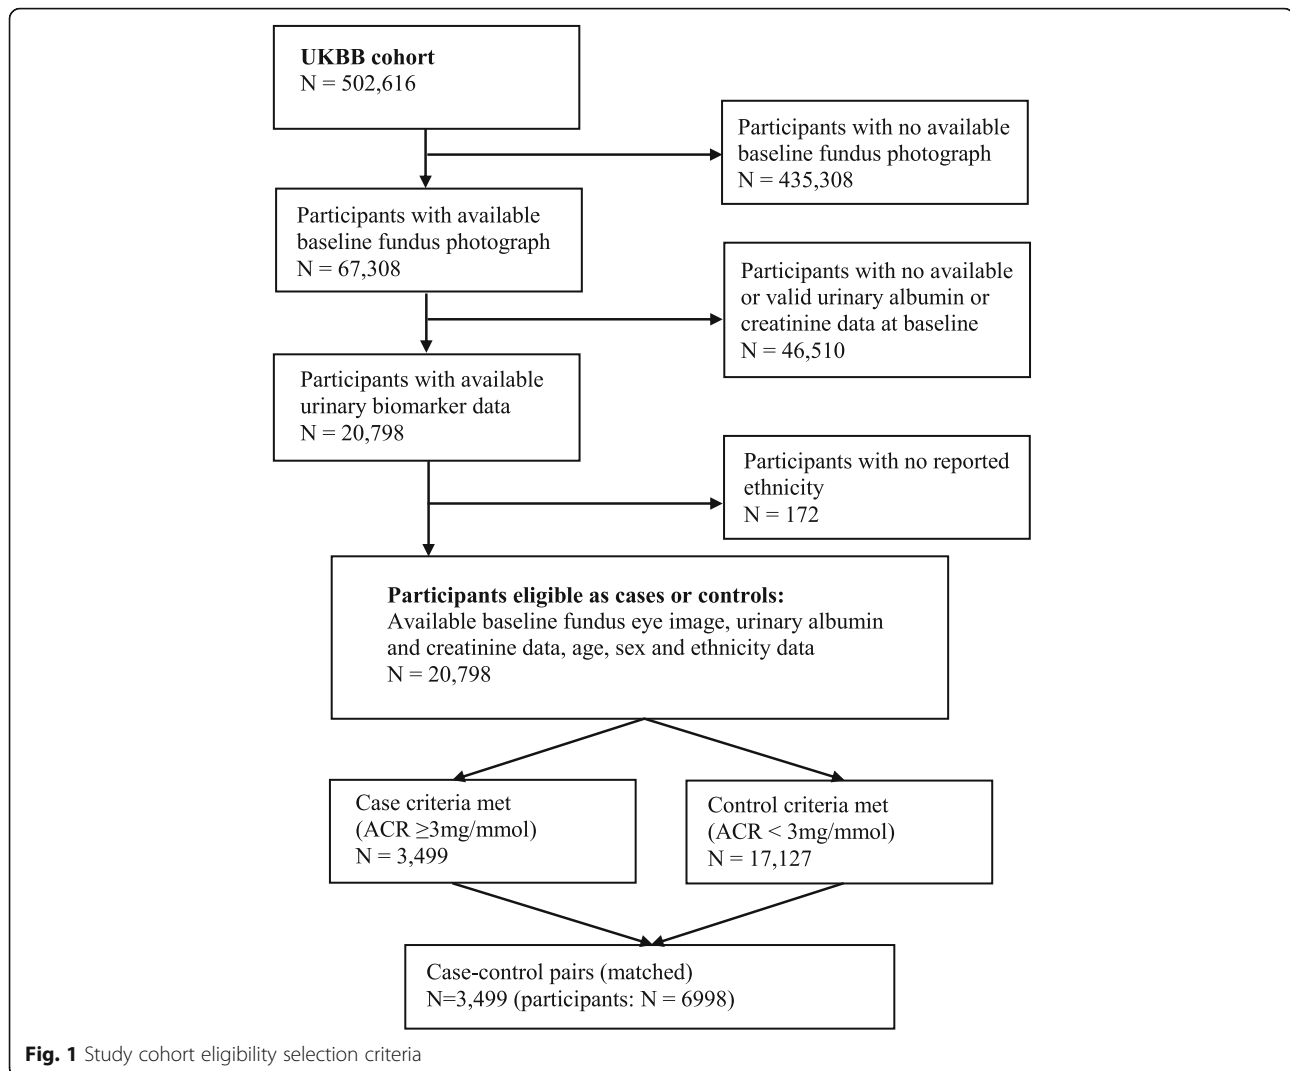 UKBB cohort
N = 502,616
Participants with no available
baseline fundus photograph
N = 435,308
Participants with available
baseline fundus photograph
N = 67,308
Participants with no available
or valid urinary albumin or
creatinine data at baseline
N = 46,510
Participants with available
urinary biomarker data
N = 20,798
Participants with no reported
ethnicity
N = 172
Participants eligible as cases or controls:
Available baseline fundus eye image, urinary albumin
and creatinine data, age, sex and ethnicity data
N = 20,798
Case criteria met
(ACR ≥3mg/mmol)
N = 3,499
Control criteria met
(ACR < 3mg/mmol)
N = 17,127
Case-control pairs (matched)
N=3,499 (participants: N = 6998)
Fig. 1 Study cohort eligibility selection criteria